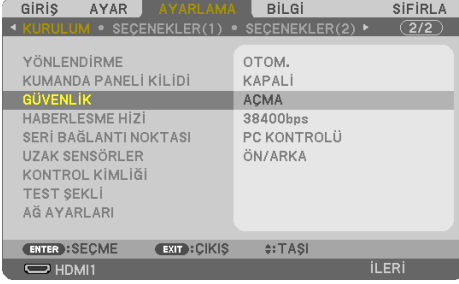 GİRİŞ AYAR AYARLAMA BİLGİ SIFIRLA
◂ KURULUM • SEÇENEKLER(1) • SEÇENEKLER(2) ▸ (2/2)
YÖNLENDİRME OTOM.
KUMANDA PANELİ KİLİDİ KAPALI
GÜVENLİK AÇMA
HABERLESME HİZİ 38400bps
SERİ BAĞLANTI NOKTASI PC KONTROLÜ
UZAK SENSÖRLER ÖN/ARKA
KONTROL KİMLİĞİ
TEST ŞEKLİ
AĞ AYARLARI
ENTER :SEÇME EXIT :ÇIKIŞ ♦:TAŞI
HDMI1 İLERİ